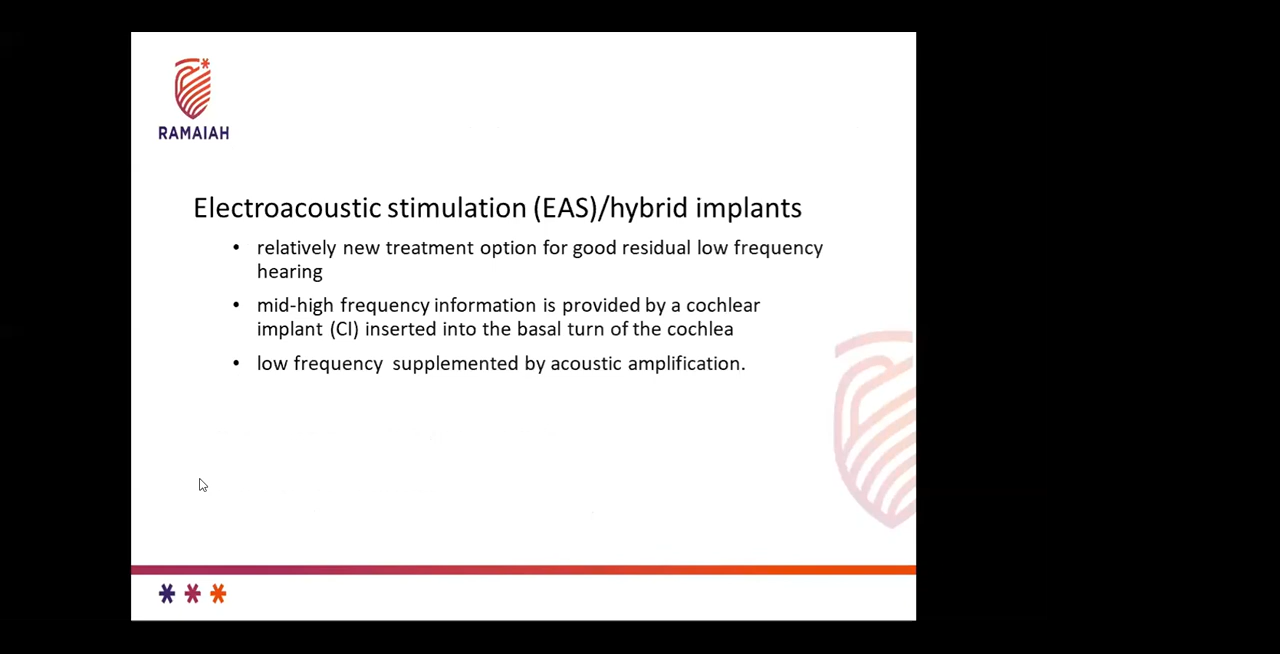 RAMAIAH
Electroacoustic stimulation (EAS)/hybrid implants
• relatively new treatment option for good residual low frequency
hearing
• mid-high frequency information is provided by a cochlear
implant (CI) inserted into the basal turn of the cochlea
• low frequency supplemented by acoustic amplification.